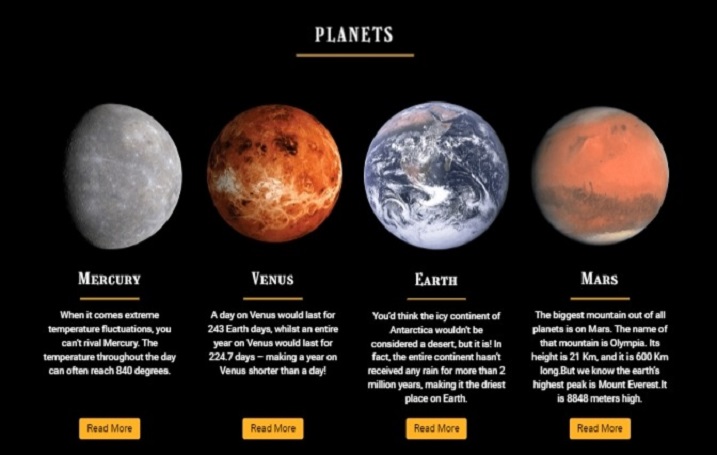 PLANETS
MERCURY
When it comes extreme
temperature fluctuations, you
can't rival Mercury. The
temperature throughout the day
can often reach 840 degrees.
Read More
VENUS
A day on Venus would last for
243 Earth days, whilst an entire
year on Venus would last for
224.7 days – making a year on
Venus shorter than a day!
Read More
EARTH
You'd think the icy continent of
Antarctica wouldn't be
considered a desert, but it is! In
fact, the entire continent hasn't
received any rain for more than 2
million years, making it the driest
place on Earth.
Read More
MARS
The biggest mountain out of all
planets is on Mars. The name of
that mountain is Olympia. Its
height is 21 Km, and it is 600 Km
long.But we know the earth's
highest peak is Mount Everest.It
is 8848 meters high.
Read More